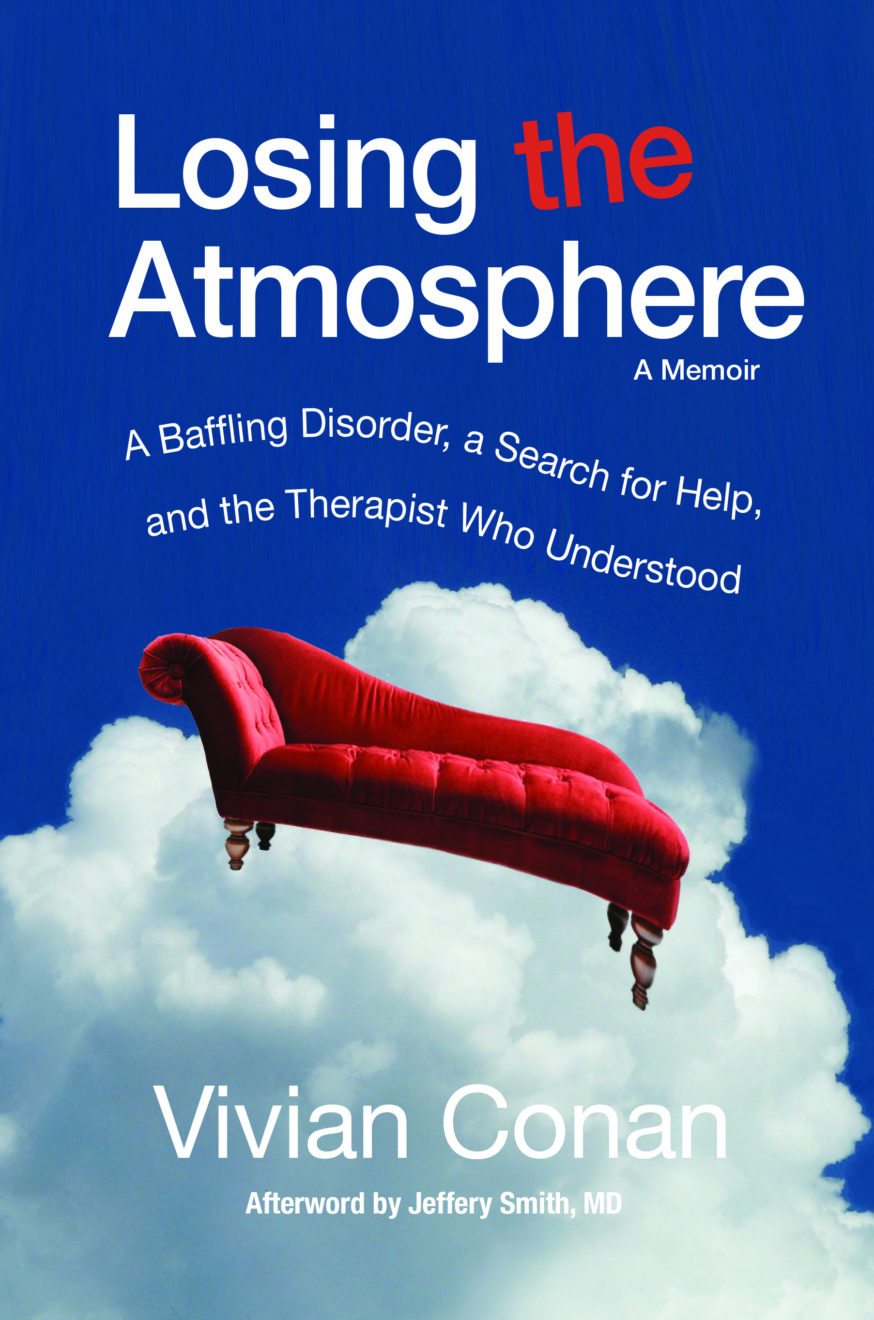 Losing the
Atmosphere
A Memoir
A Baffling Disorder, a Search for Help,
and the Therapist Who Understood
Vivian Conan
Afterword by Jeffery Smith, MD